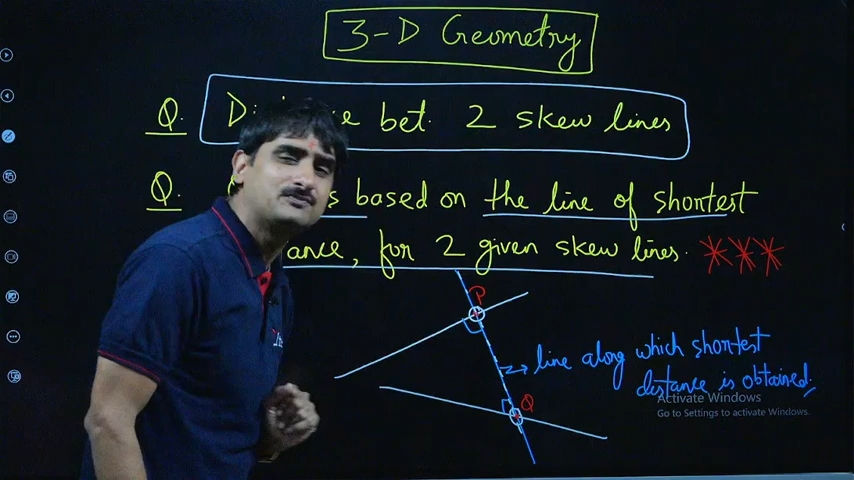 3-D Geometry
Q. bet. 2 skew lines
Q. based on the line of shortest
ance, for 2 given skew lines.
P
line along which shortest
distance is obtained.
Q
Activate Windows
Go to Settings to activate Windows.